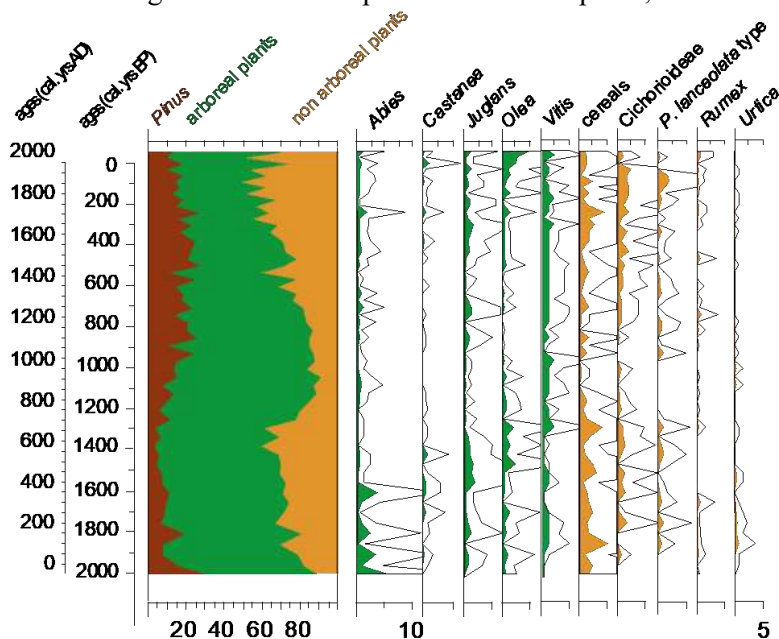 ages(cal.yrsAD)
ages(cal.yrsBP)
Pinus
arboreal plants
non arboreal plants
Abies
Castanea
Juglans
Olea
Vitis
cereals
Cichorioideae
P. lanceolata type
Rumex
Urtica
2000
1800
1600
1400
1200
1000
800
600
400
200
0
0
200
400
600
800
1000
1200
1400
1600
1800
2000
20 40 60 80 10 5